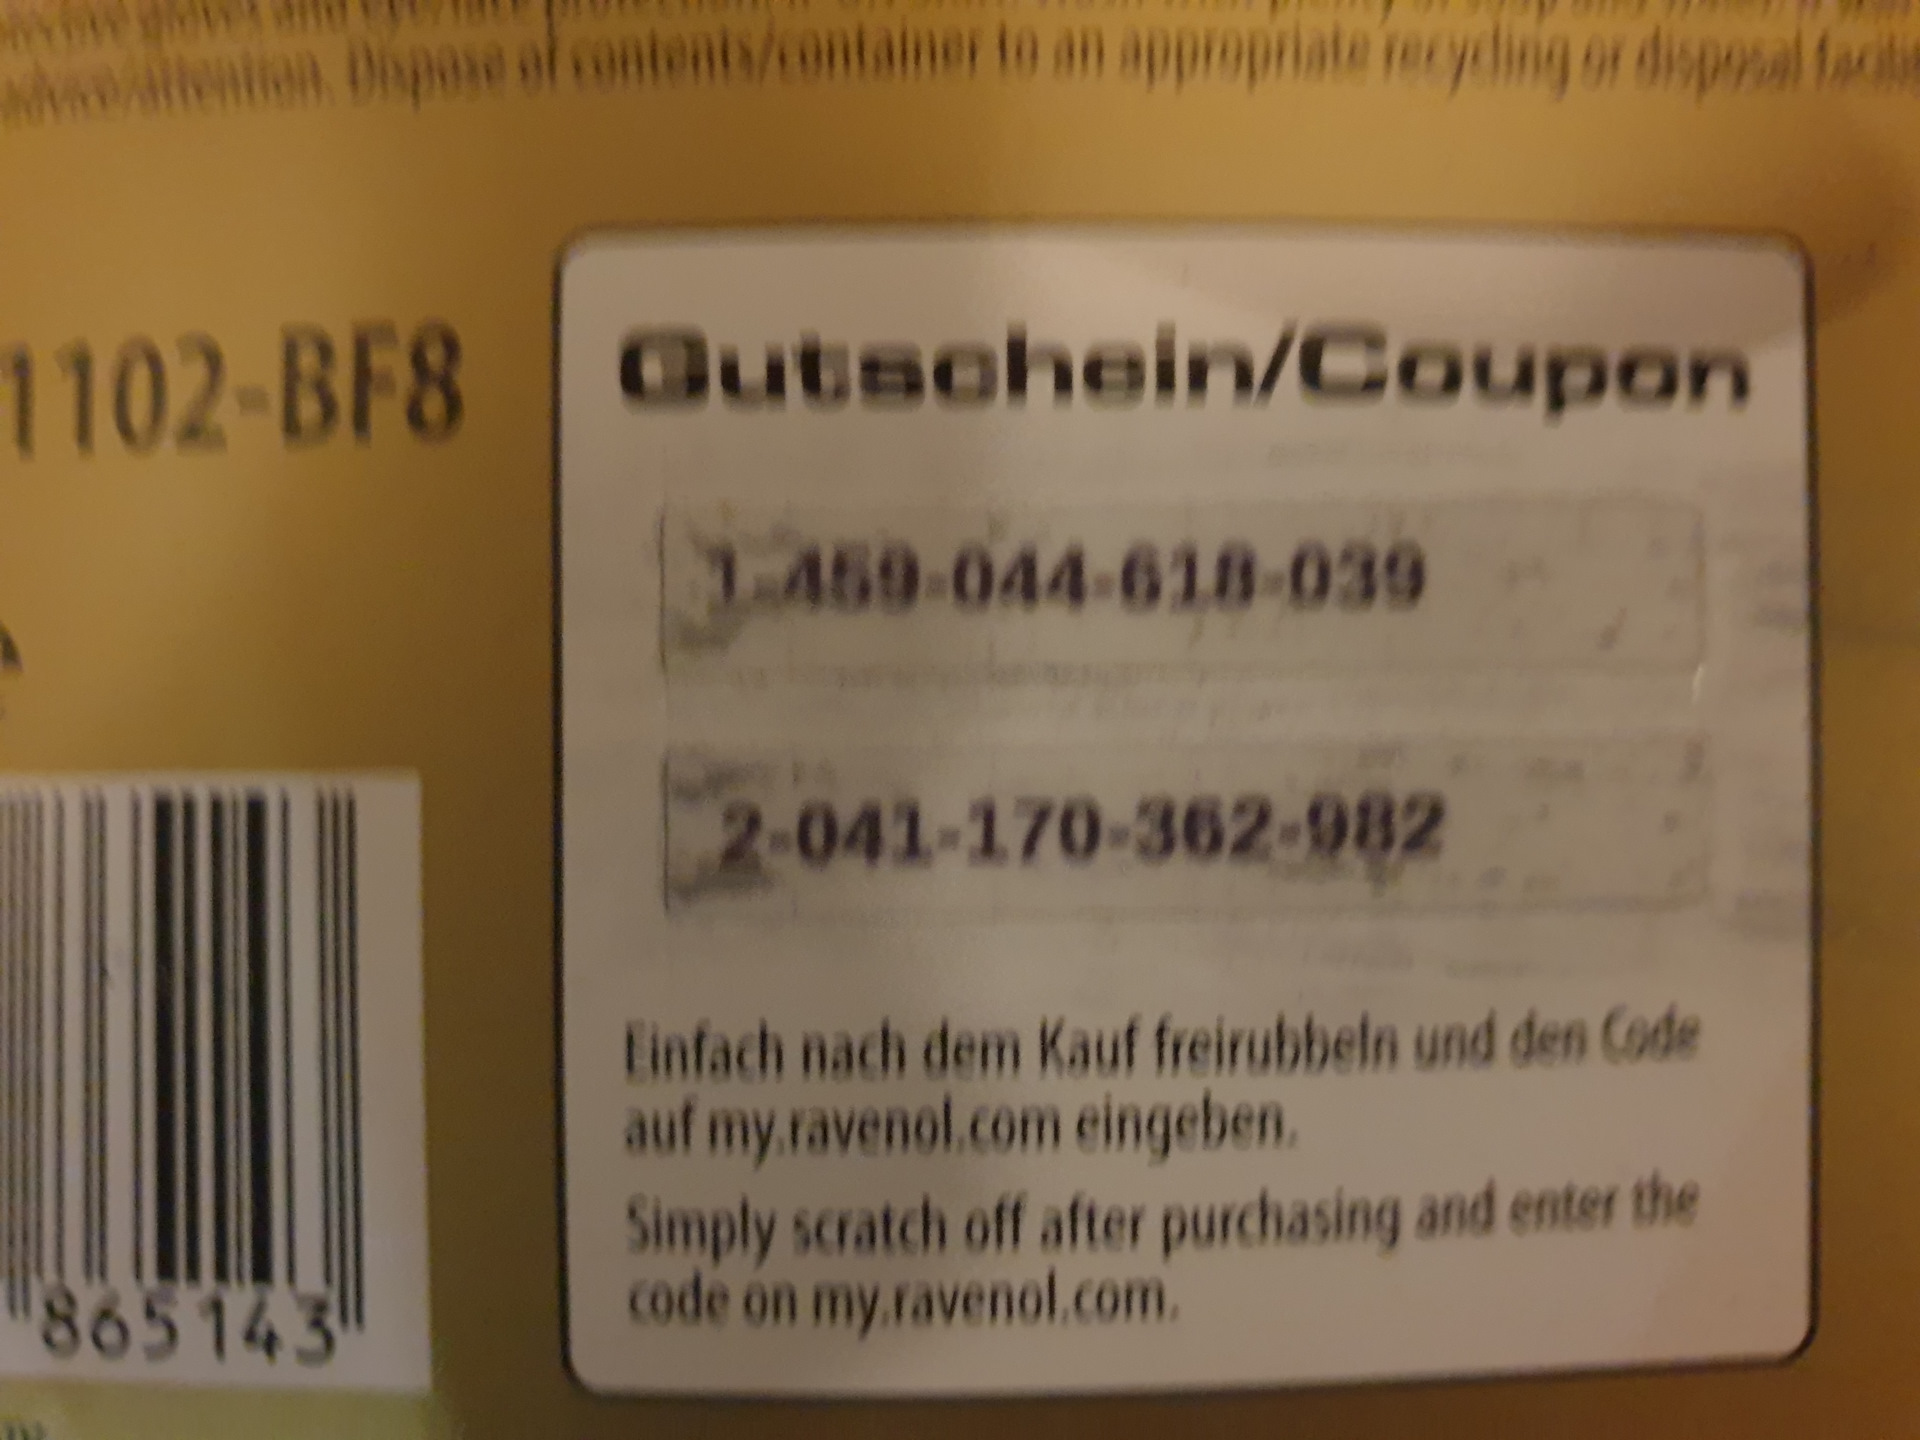 advice/attention. Dispose of contents/container to an appropriate recycling or disposal
1102-BF8
Gutschein/Coupon
1-459-044-618-039
2-041-170-362-982
Einfach nach dem Kauf freirubbeln und den Code
auf my.ravenol.com eingeben.
Simply scratch off after purchasing and enter the
code on my.ravenol.com.
865143